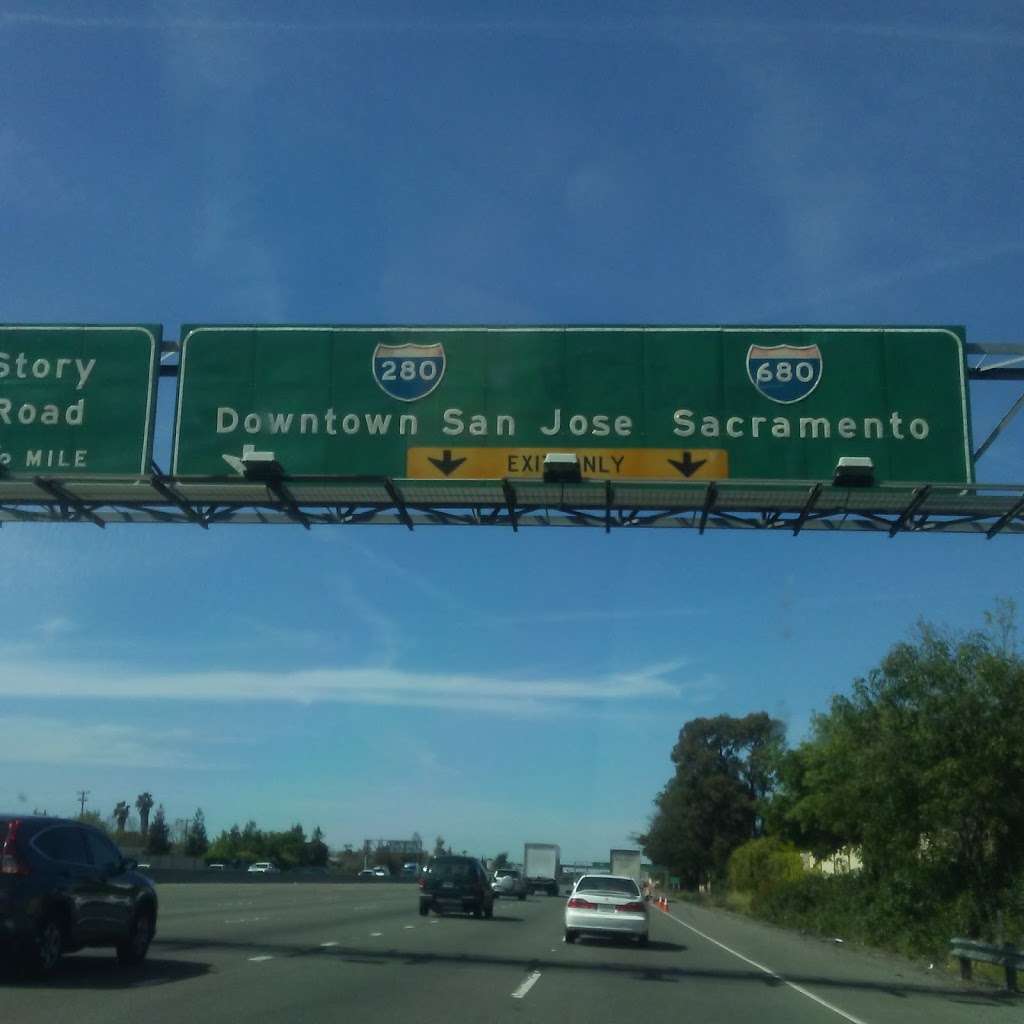 Story
Road
MILE
280
680
Downtown San Jose Sacramento
EXIT ONLY